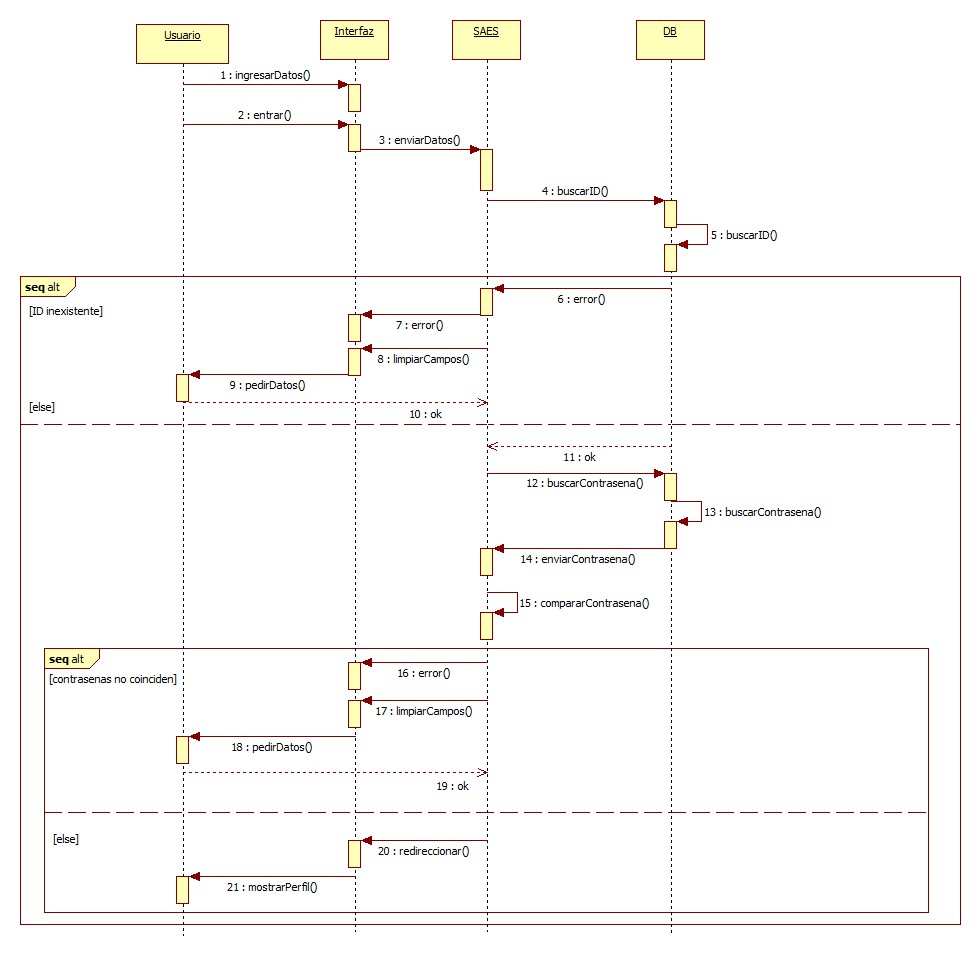 Usuario
Interfaz
SAES
DB
1 : ingresarDatos()
2 : entrar()
3 : enviarDatos()
4 : buscarID()
5 : buscarID()
seq alt
[ID inexistente]
6 : error()
7 : error()
8 : limpiarCampos()
9 : pedirDatos()
10 : ok
[else]
11 : ok
12 : buscarContrasena()
13 : buscarContrasena()
14 : enviarContrasena()
15 : compararContrasena()
seq alt
[contrasenas no coinciden]
16 : error()
17 : limpiarCampos()
18 : pedirDatos()
19 : ok
[else]
20 : redireccionar()
21 : mostrarPerfil()